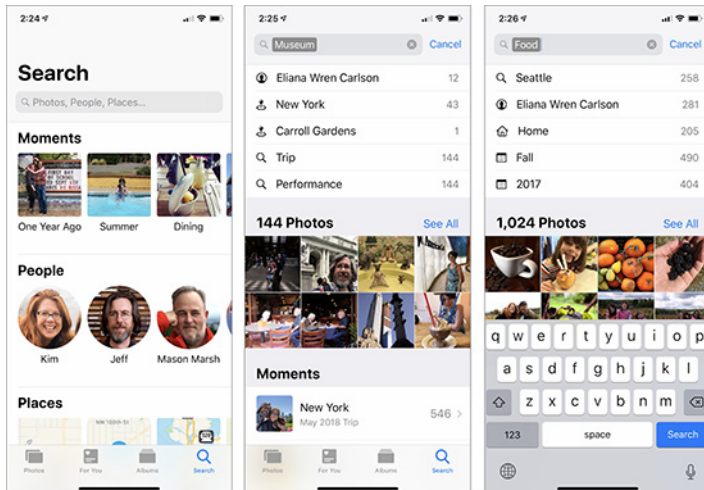 2:24
Search
Photos, People, Places...
Moments
FIRST DAY
One Year Ago
Summer
Dining
People
Kim
Jeff
Mason Marsh
Places
Photos
For You
Albums
Search
2:25
Museum
Cancel
Eliana Wren Carlson 12
New York 43
Carroll Gardens 1
Trip 144
Performance 144
144 Photos See All
Moments
New York
May 2018 Trip
546
Photos
For You
Albums
Search
2:26
Food
Cancel
Seattle 258
Eliana Wren Carlson 281
Home 205
Fall 490
2017 404
1,024 Photos See All
q w e r t y u i o p
a s d f g h j k l
z x c v b n m
123 space Search